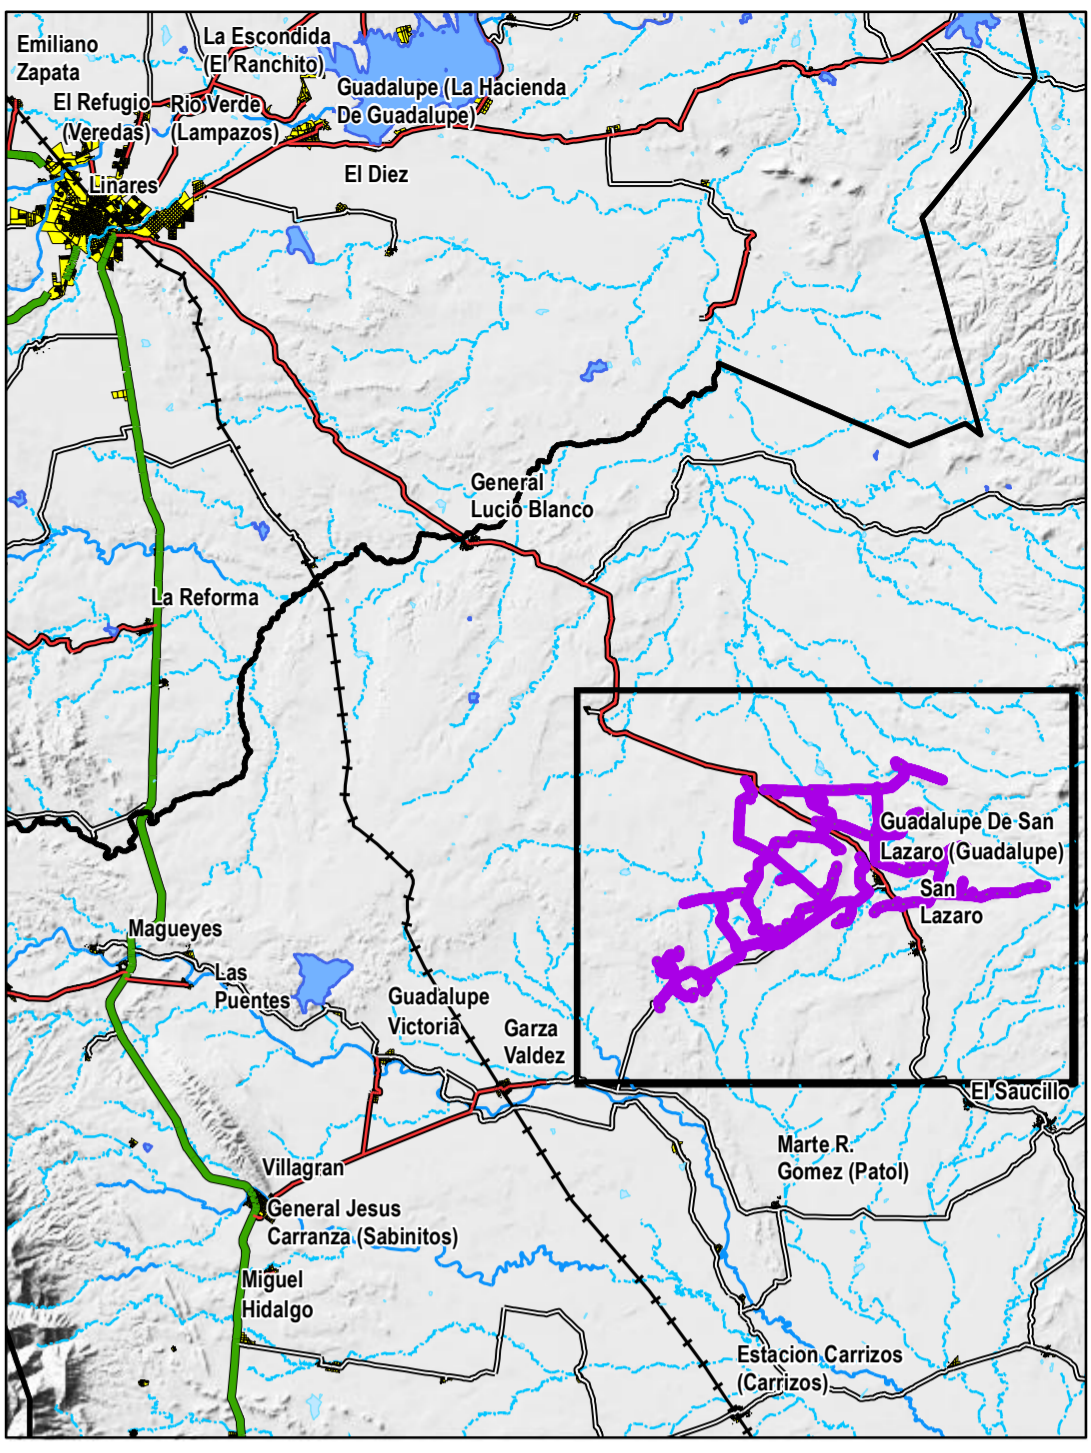 La Escondida
(El Ranchito)
Emiliano
Zapata
Guadalupe (La Hacienda
De Guadalupe)
El Refugio
(Veredas)
Rio Verde
(Lampazos)
El Diez
Linares
General
Lucio Blanco
La Reforma
Guadalupe De San
Lazaro (Guadalupe)
San
Lazaro
Magueyes
Las
Puentes
Guadalupe
Victoria
Garza
Valdez
El Saucillo
Marte R.
Gomez (Patol)
Villagran
General Jesus
Carranza (Sabinitos)
Miguel
Hidalgo
Estacion Carrizos
(Carrizos)